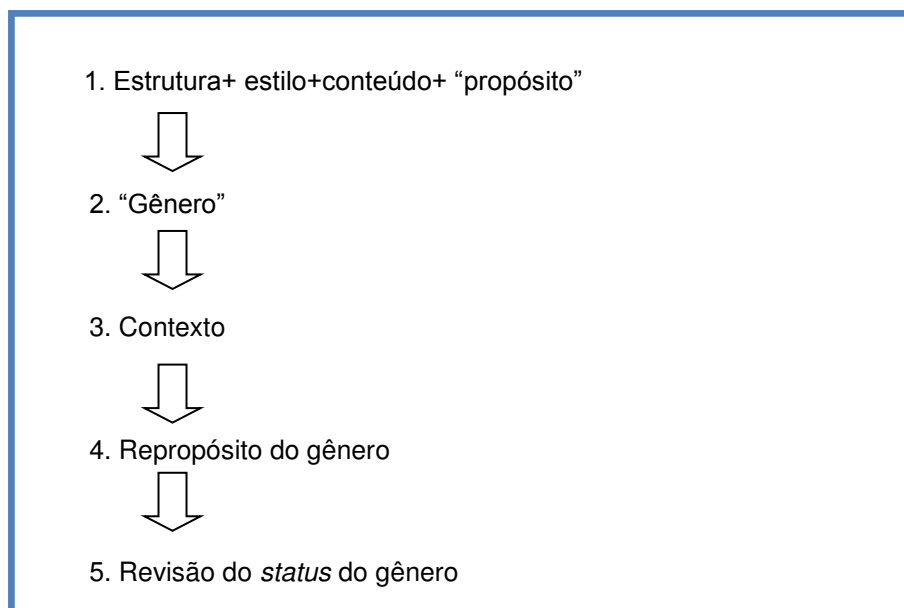 1. Estrutura+ estilo+conteúdo+ “propósito”
2. “Gênero”
3. Contexto
4. Repropósito do gênero
5. Revisão do status do gênero